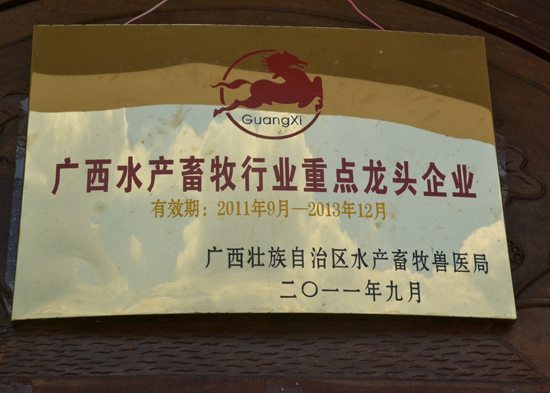 GuangXi
广西水产畜牧行业重点龙头企业
有效期：2011年9月—2013年12月
广西壮族自治区水产畜牧兽医局
二〇一一年九月